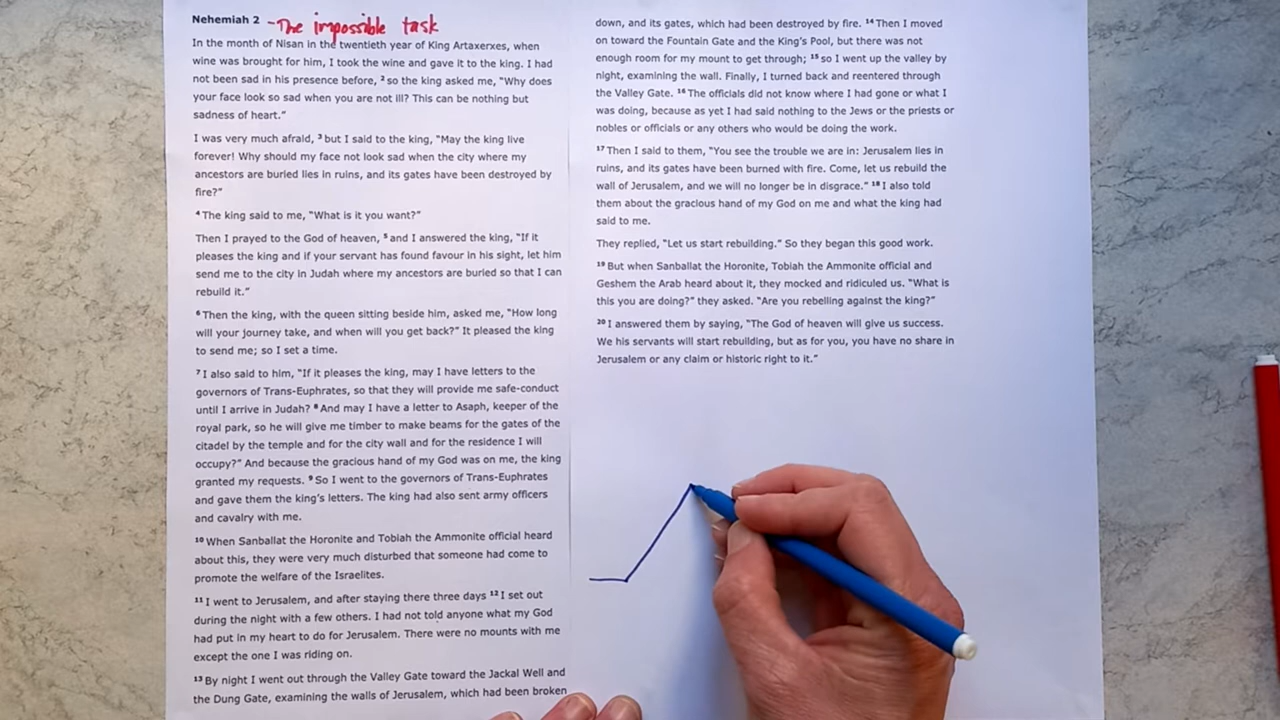 Nehemiah 2 - The impossible task
In the month of Nisan in the twentieth year of King Artaxerxes, when
wine was brought for him, I took the wine and gave it to the king. I had
not been sad in his presence before, ² so the king asked me, “Why does
your face look so sad when you are not ill? This can be nothing but
sadness of heart.”
I was very much afraid, ³ but I said to the king, “May the king live
forever! Why should my face not look sad when the city where my
ancestors are buried lies in ruins, and its gates have been destroyed by
fire?”
⁴ The king said to me, “What is it you want?”
Then I prayed to the God of heaven, ⁵ and I answered the king, “If it
pleases the king and if your servant has found favour in his sight, let him
send me to the city in Judah where my ancestors are buried so that I can
rebuild it.”
⁶ Then the king, with the queen sitting beside him, asked me, “How long
will your journey take, and when will you get back?” It pleased the king
to send me; so I set a time.
⁷ I also said to him, “If it pleases the king, may I have letters to the
governors of Trans-Euphrates, so that they will provide me safe-conduct
until I arrive in Judah? ⁸ And may I have a letter to Asaph, keeper of the
royal park, so he will give me timber to make beams for the gates of the
citadel by the temple and for the city wall and for the residence I will
occupy?” And because the gracious hand of my God was on me, the king
granted my requests. ⁹ So I went to the governors of Trans-Euphrates
and gave them the king’s letters. The king had also sent army officers
and cavalry with me.
¹⁰ When Sanballat the Horonite and Tobiah the Ammonite official heard
about this, they were very much disturbed that someone had come to
promote the welfare of the Israelites.
¹¹ I went to Jerusalem, and after staying there three days ¹² I set out
during the night with a few others. I had not told anyone what my God
had put in my heart to do for Jerusalem. There were no mounts with me
except the one I was riding on.
¹³ By night I went out through the Valley Gate toward the Jackal Well and
the Dung Gate, examining the walls of Jerusalem, which had been broken
down, and its gates, which had been destroyed by fire. ¹⁴ Then I moved
on toward the Fountain Gate and the King’s Pool, but there was not
enough room for my mount to get through; ¹⁵ so I went up the valley by
night, examining the wall. Finally, I turned back and reentered through
the Valley Gate. ¹⁶ The officials did not know where I had gone or what I
was doing, because as yet I had said nothing to the Jews or the priests or
nobles or officials or any others who would be doing the work.
¹⁷ Then I said to them, “You see the trouble we are in: Jerusalem lies in
ruins, and its gates have been burned with fire. Come, let us rebuild the
wall of Jerusalem, and we will no longer be in disgrace.” ¹⁸ I also told
them about the gracious hand of my God on me and what the king had
said to me.
They replied, “Let us start rebuilding.” So they began this good work.
¹⁹ But when Sanballat the Horonite, Tobiah the Ammonite official and
Geshem the Arab heard about it, they mocked and ridiculed us. “What is
this you are doing?” they asked. “Are you rebelling against the king?”
²⁰ I answered them by saying, “The God of heaven will give us success.
We his servants will start rebuilding, but as for you, you have no share in
Jerusalem or any claim or historic right to it.”